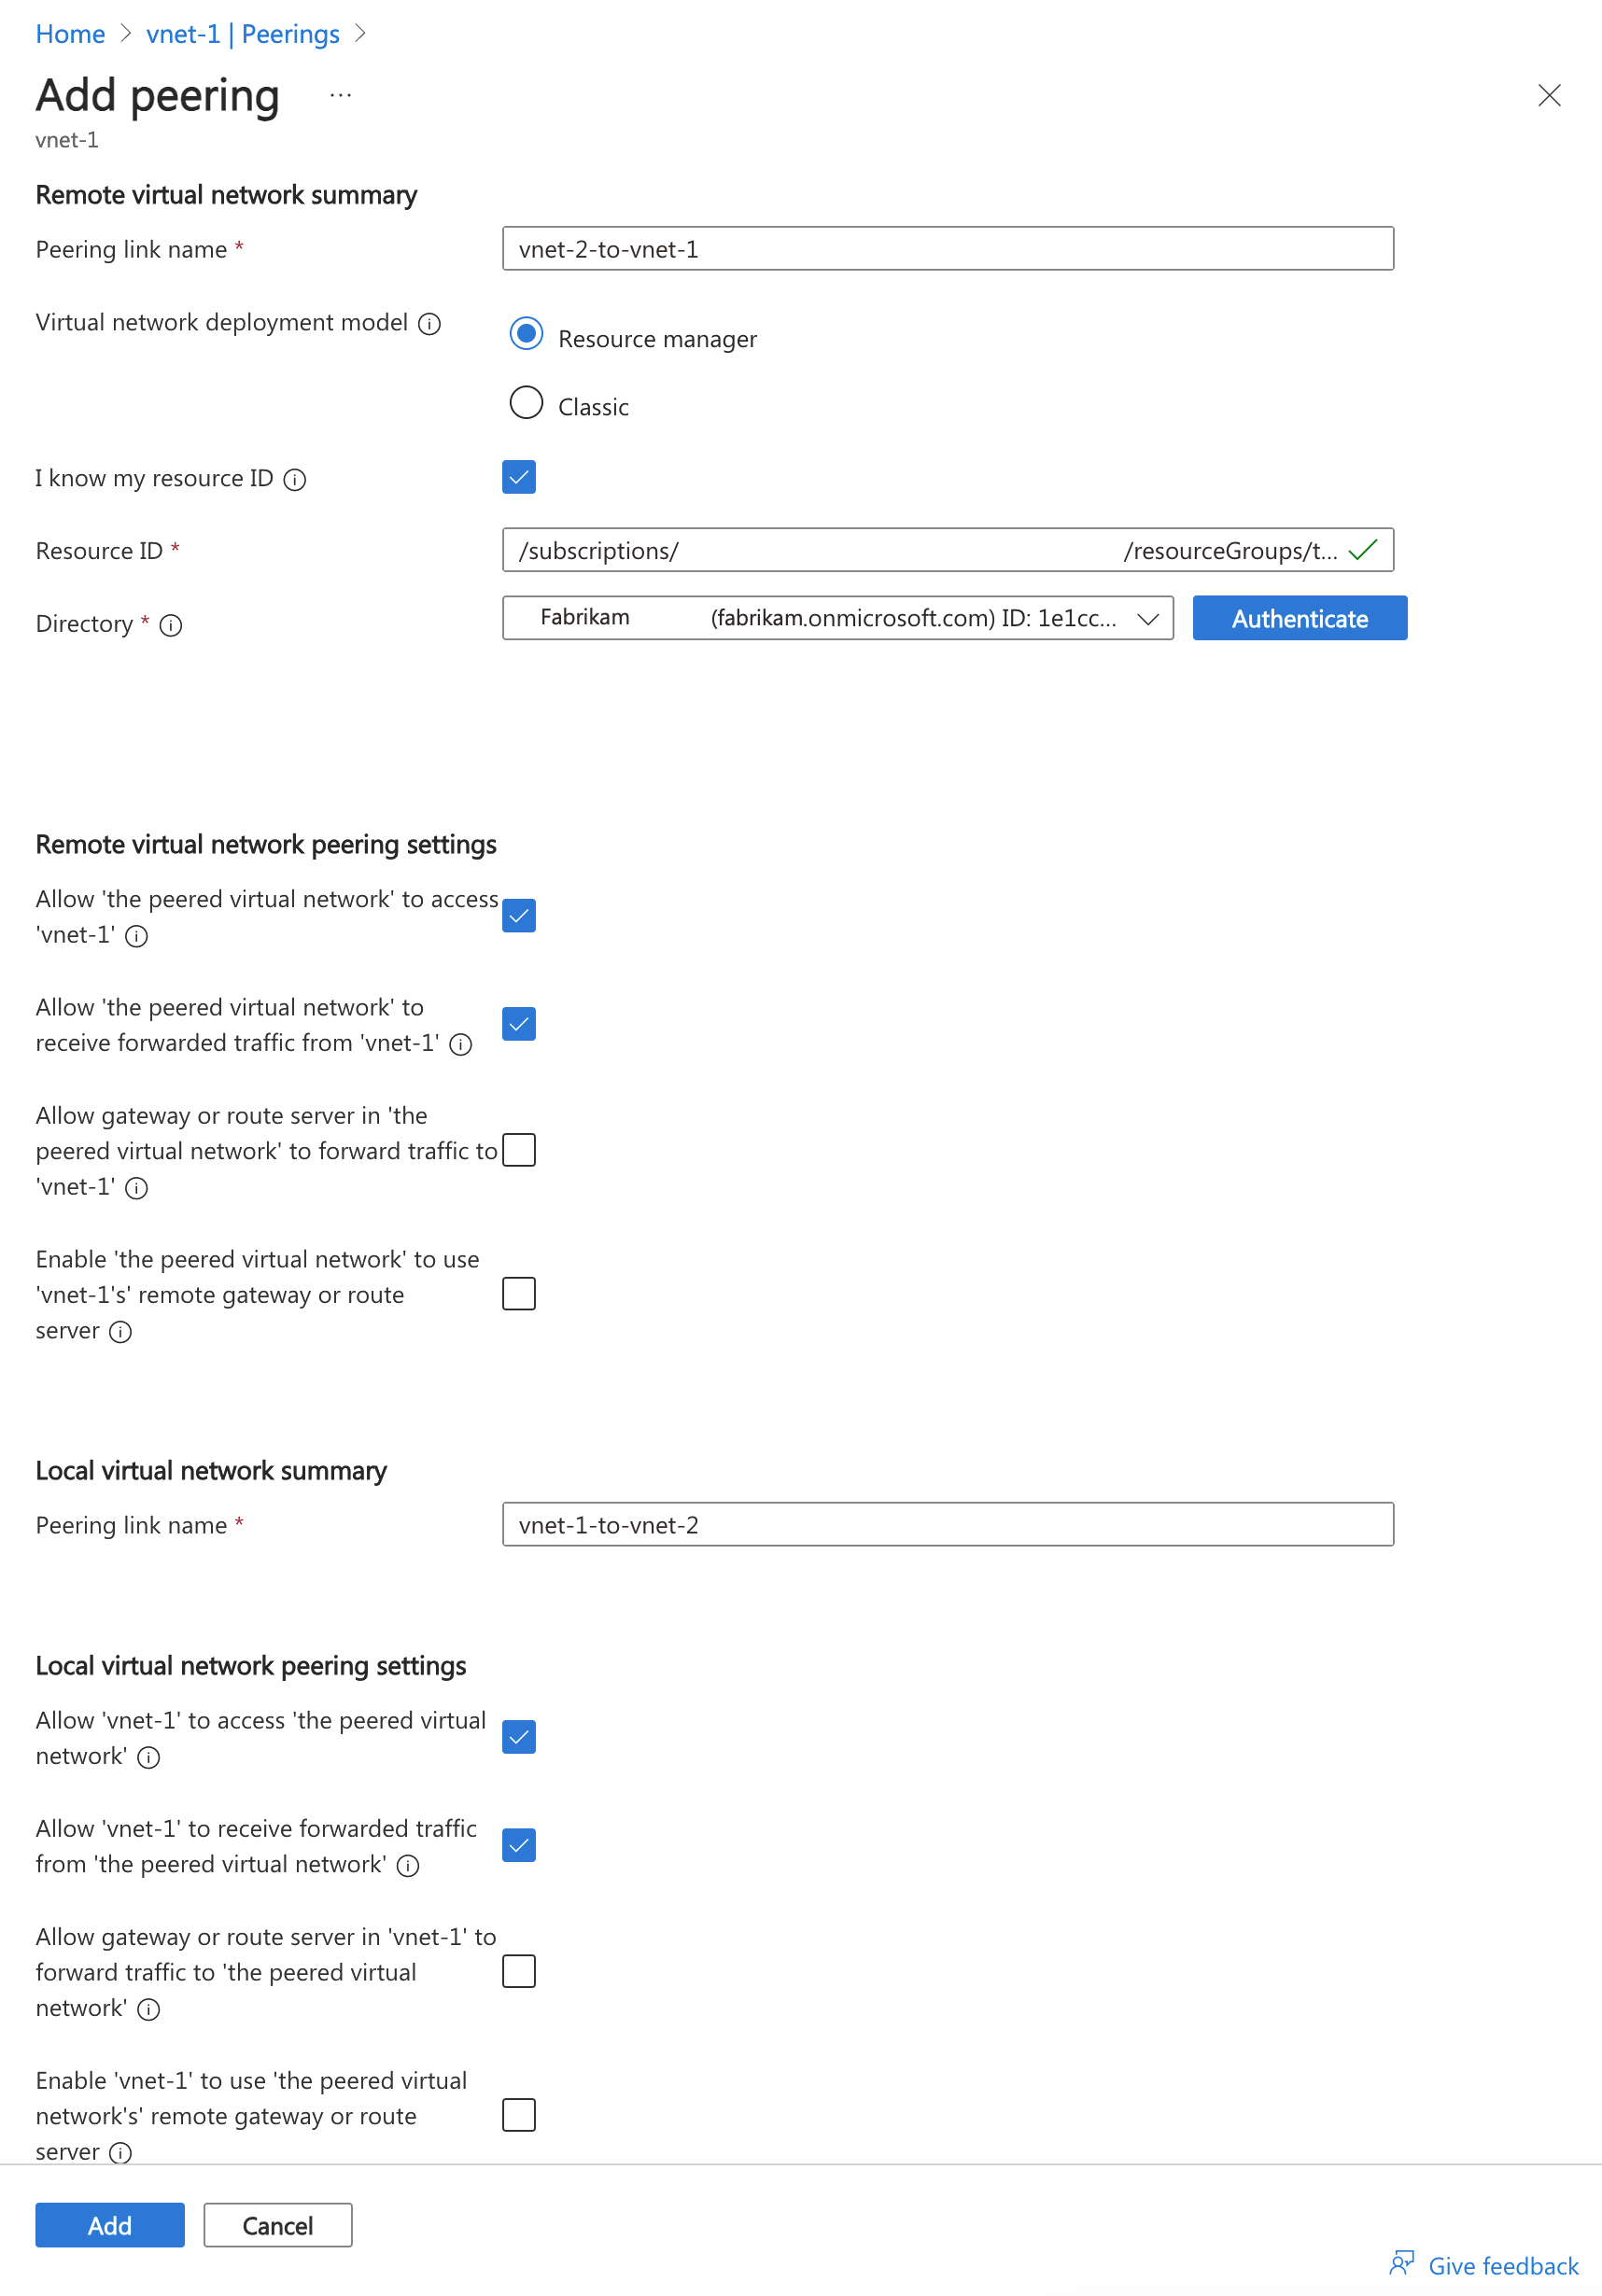 Home > vnet-1 | Peerings >
Add peering ...
vnet-1
Remote virtual network summary
Peering link name * vnet-2-to-vnet-1
Virtual network deployment model Resource manager
Classic
I know my resource ID
Resource ID * /subscriptions/ /resourceGroups/t...
Directory * Fabrikam (fabrikam.onmicrosoft.com) ID: 1e1cc... Authenticate
Remote virtual network peering settings
Allow 'the peered virtual network' to access
'vnet-1'
Allow 'the peered virtual network' to
receive forwarded traffic from 'vnet-1'
Allow gateway or route server in 'the
peered virtual network' to forward traffic to
'vnet-1'
Enable 'the peered virtual network' to use
'vnet-1's' remote gateway or route
server
Local virtual network summary
Peering link name * vnet-1-to-vnet-2
Local virtual network peering settings
Allow 'vnet-1' to access 'the peered virtual
network'
Allow 'vnet-1' to receive forwarded traffic
from 'the peered virtual network'
Allow gateway or route server in 'vnet-1' to
forward traffic to 'the peered virtual
network'
Enable 'vnet-1' to use 'the peered virtual
network's' remote gateway or route
server
Add Cancel
Give feedback